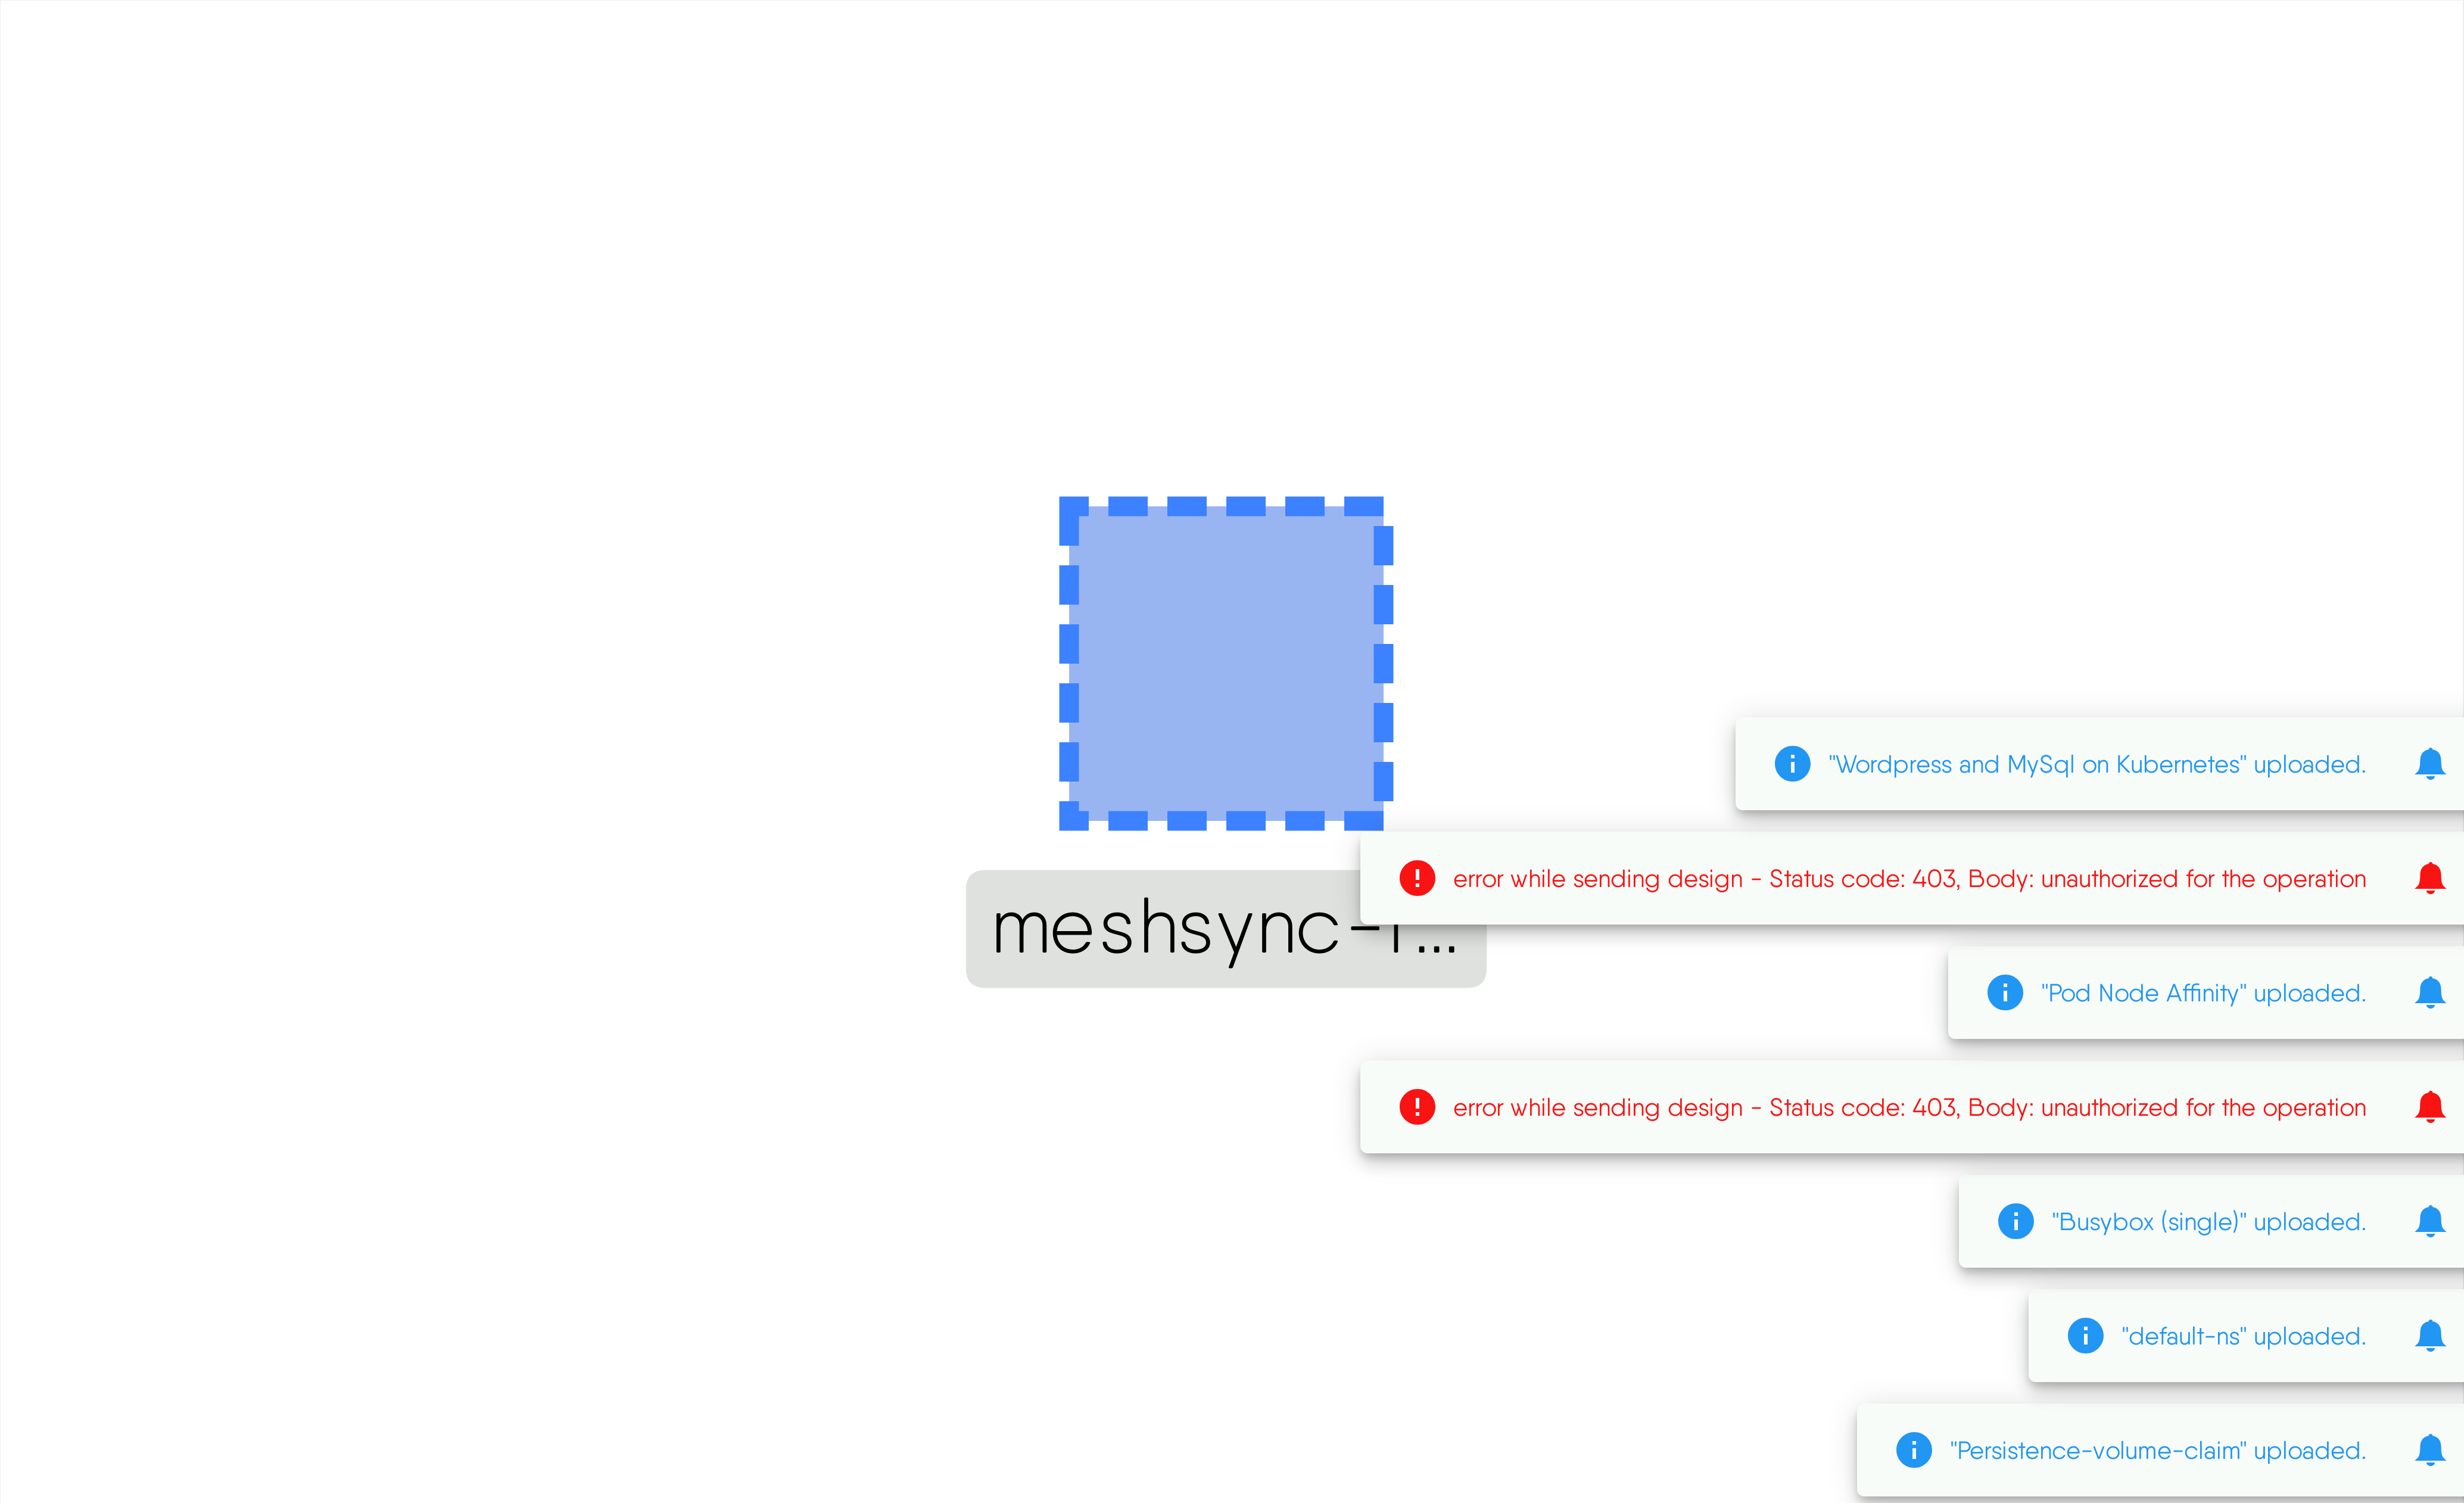 "Wordpress and MySql on Kubernetes" uploaded.
error while sending design - Status code: 403, Body: unauthorized for the operation
meshsync-r...
"Pod Node Affinity" uploaded.
error while sending design - Status code: 403, Body: unauthorized for the operation
"Busybox (single)" uploaded.
"default-ns" uploaded.
"Persistence-volume-claim" uploaded.